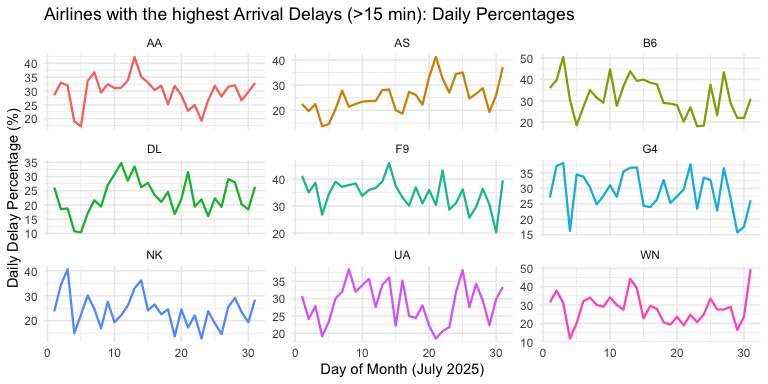 Airlines with the highest Arrival Delays (>15 min): Daily Percentages
AA AS B6
40 35 30 25 20
40 30 20
50 40 30 20
DL F9 G4
35 30 25 20 15 10
40 30 20
35 30 25 20 15
NK UA WN
40 30 20
35 30 25 20
50 40 30 20 10
0 10 20 30 0 10 20 30 0 10 20 30
Day of Month (July 2025)
Daily Delay Percentage (%)